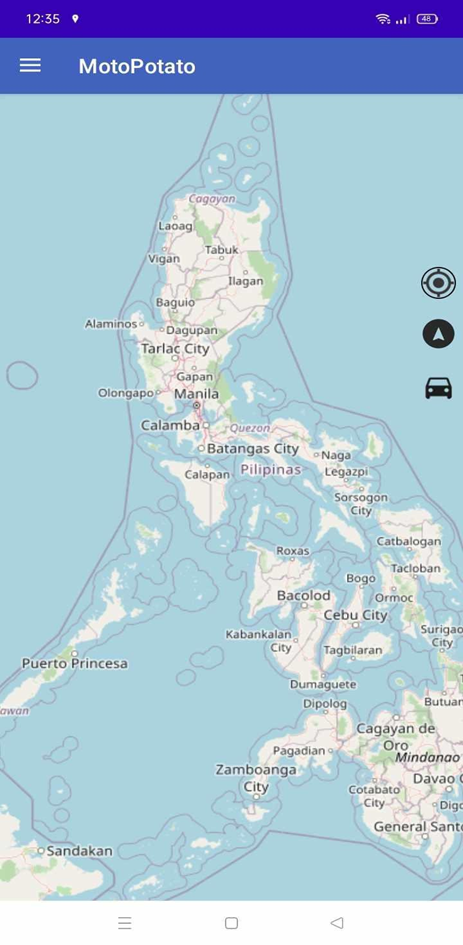 12:35
48
MotoPotato
Cagayan
Laoag
Tabuk
Vigan
Ilagan
Baguio
Alaminos
Dagupan
Tarlac City
Gapan
Olongapo
Manila
Calamba
Quezon
Batangas City
Naga
Pilipinas
Legazpi
Calapan
Sorsogon
City
Catbalogan
Roxas
Tacloban
Bogo
Bacolod
Ormoc
Cebu City
Kabankalan
City
Surigao
City
Tagbilaran
Puerto Princesa
Dumaguete
Dipolog
Butuan
awan
Cagayan de
Oro
Pagadian
Mindanao
Zamboanga
City
Davao C
Cotabato
City
Digo
General Santo
Sandakan